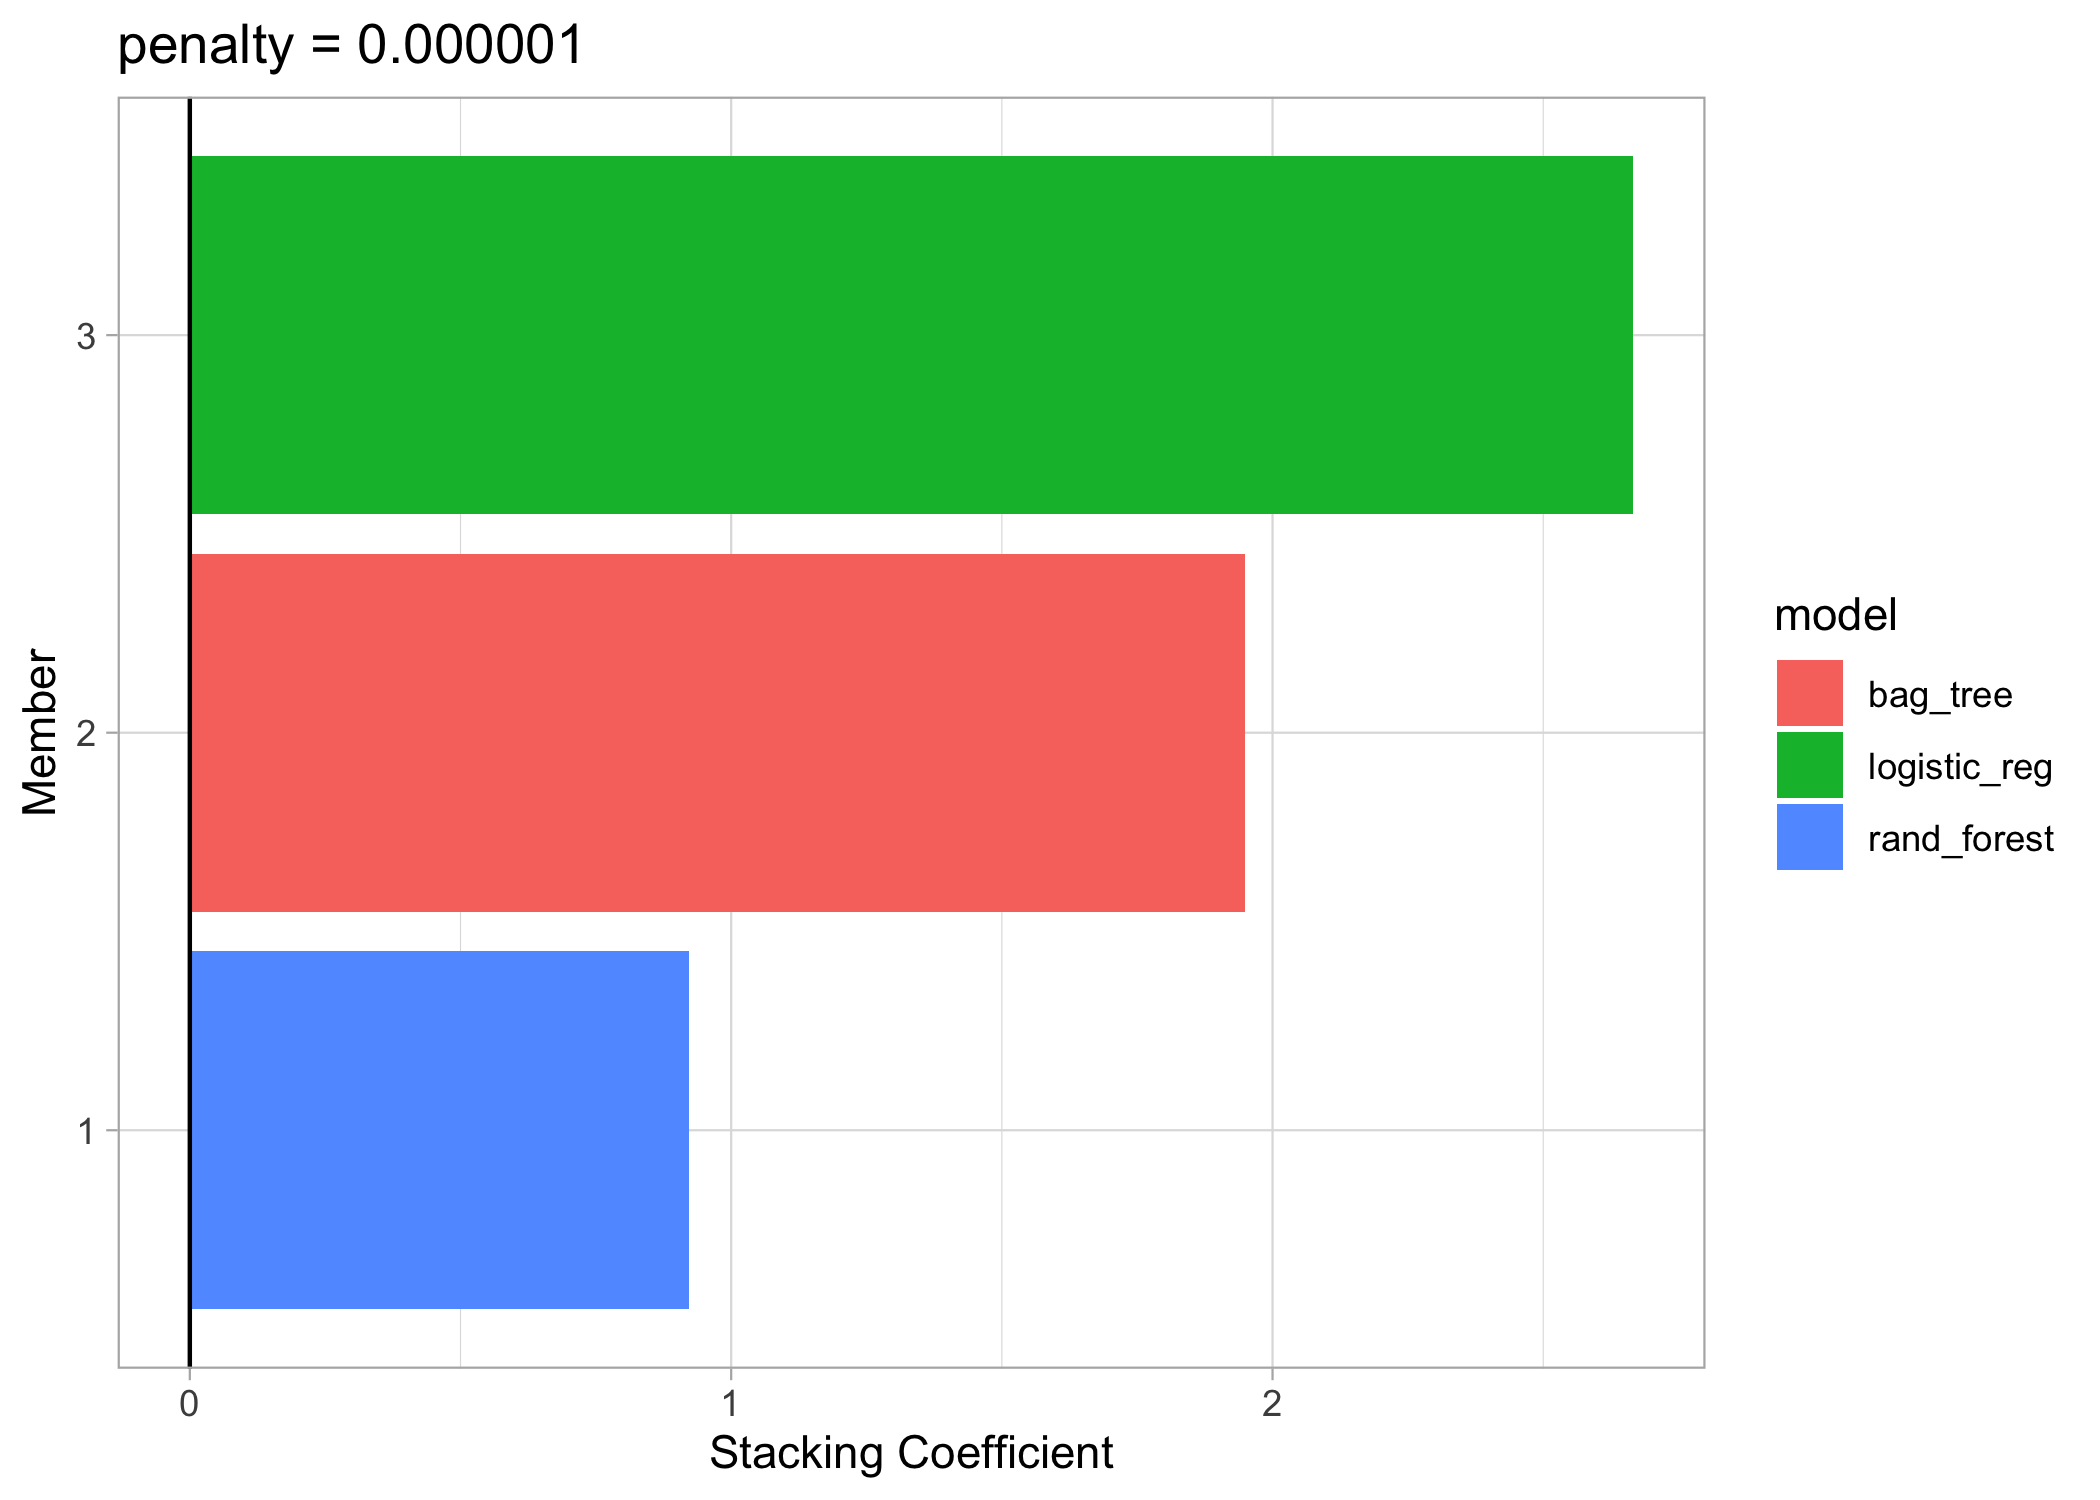 penalty = 0.000001
Member
3
2
1
0 1 2
Stacking Coefficient
model
bag_tree
logistic_reg
rand_forest